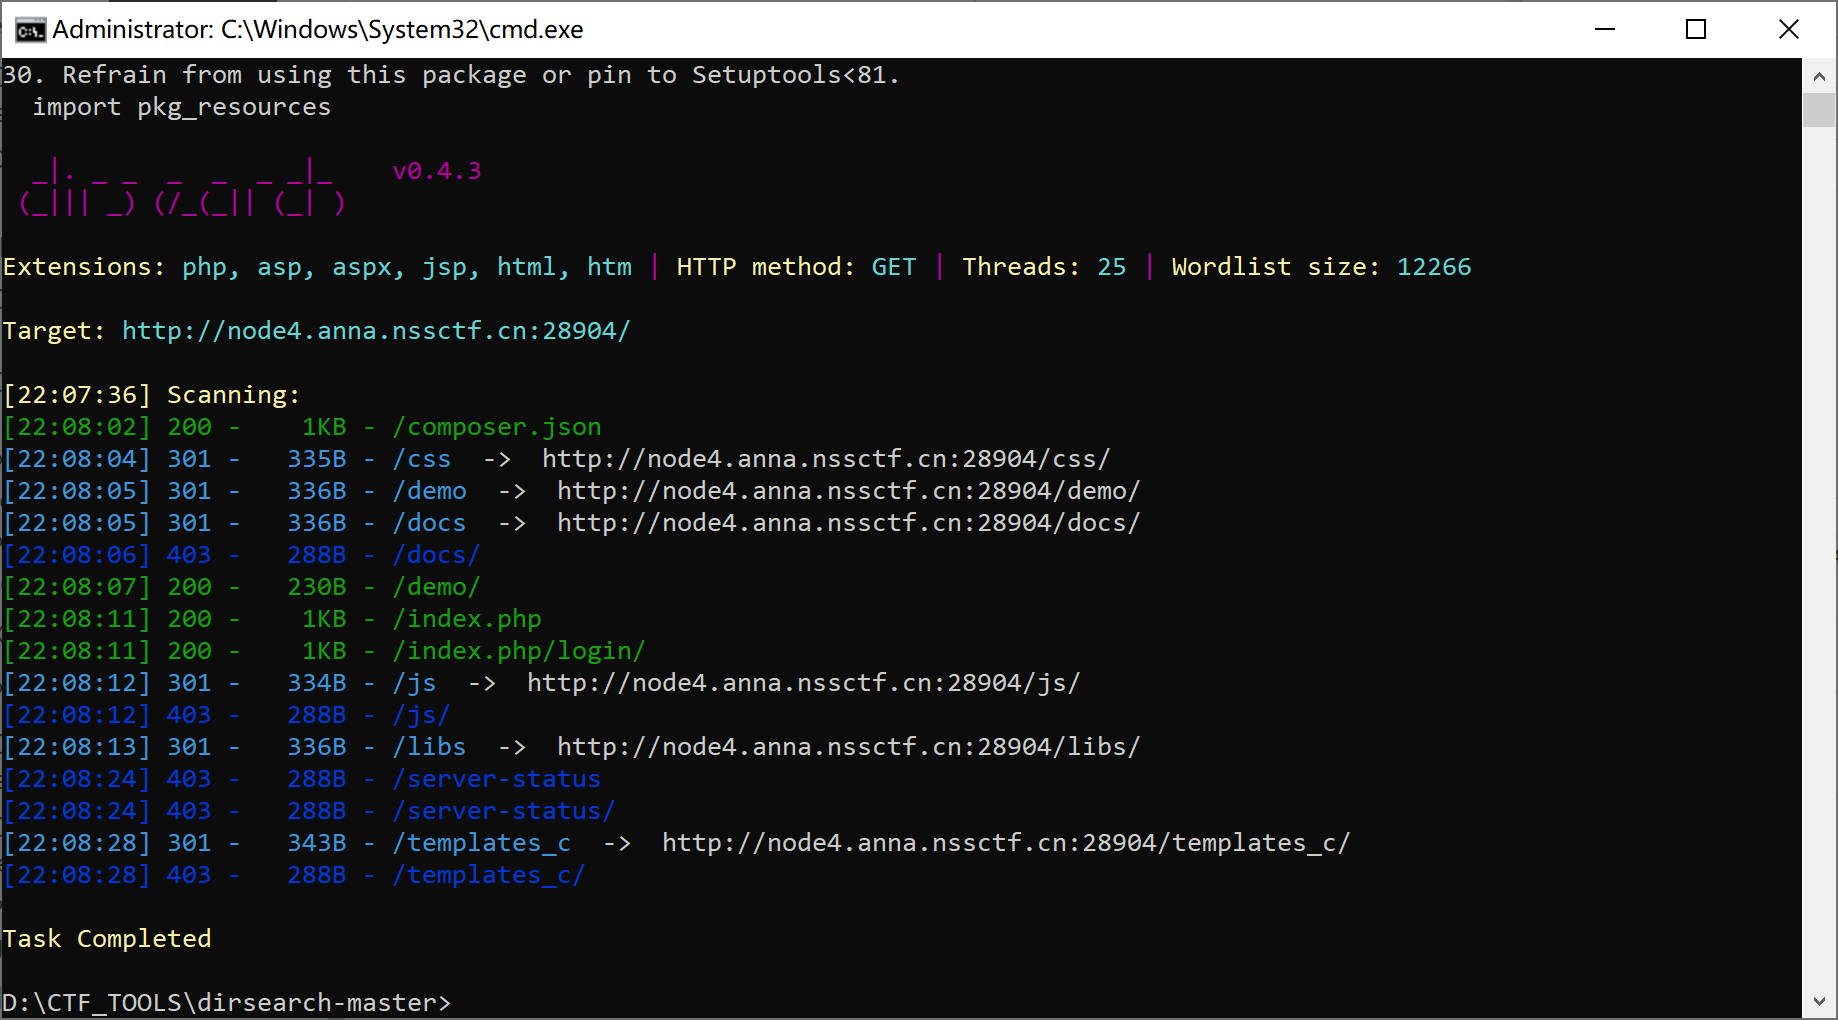 Administrator: C:\Windows\System32\cmd.exe
30. Refrain from using this package or pin to Setuptools<81.
  import pkg_resources
  _|. _ _  _  _  _ _|_    v0.4.3
 (_||| _) (/_(_|| (_| )
Extensions: php, asp, aspx, jsp, html, htm | HTTP method: GET | Threads: 25 | Wordlist size: 12266
Target: http://node4.anna.nssctf.cn:28904/
[22:07:36] Scanning:
[22:08:02] 200 -    1KB - /composer.json
[22:08:04] 301 -   335B - /css  ->  http://node4.anna.nssctf.cn:28904/css/
[22:08:05] 301 -   336B - /demo  ->  http://node4.anna.nssctf.cn:28904/demo/
[22:08:05] 301 -   336B - /docs  ->  http://node4.anna.nssctf.cn:28904/docs/
[22:08:06] 403 -   288B - /docs/
[22:08:07] 200 -   230B - /demo/
[22:08:11] 200 -    1KB - /index.php
[22:08:11] 200 -    1KB - /index.php/login/
[22:08:12] 301 -   334B - /js  ->  http://node4.anna.nssctf.cn:28904/js/
[22:08:12] 403 -   288B - /js/
[22:08:13] 301 -   336B - /libs  ->  http://node4.anna.nssctf.cn:28904/libs/
[22:08:24] 403 -   288B - /server-status
[22:08:24] 403 -   288B - /server-status/
[22:08:28] 301 -   343B - /templates_c  ->  http://node4.anna.nssctf.cn:28904/templates_c/
[22:08:28] 403 -   288B - /templates_c/
Task Completed
D:\CTF_TOOLS\dirsearch-master>